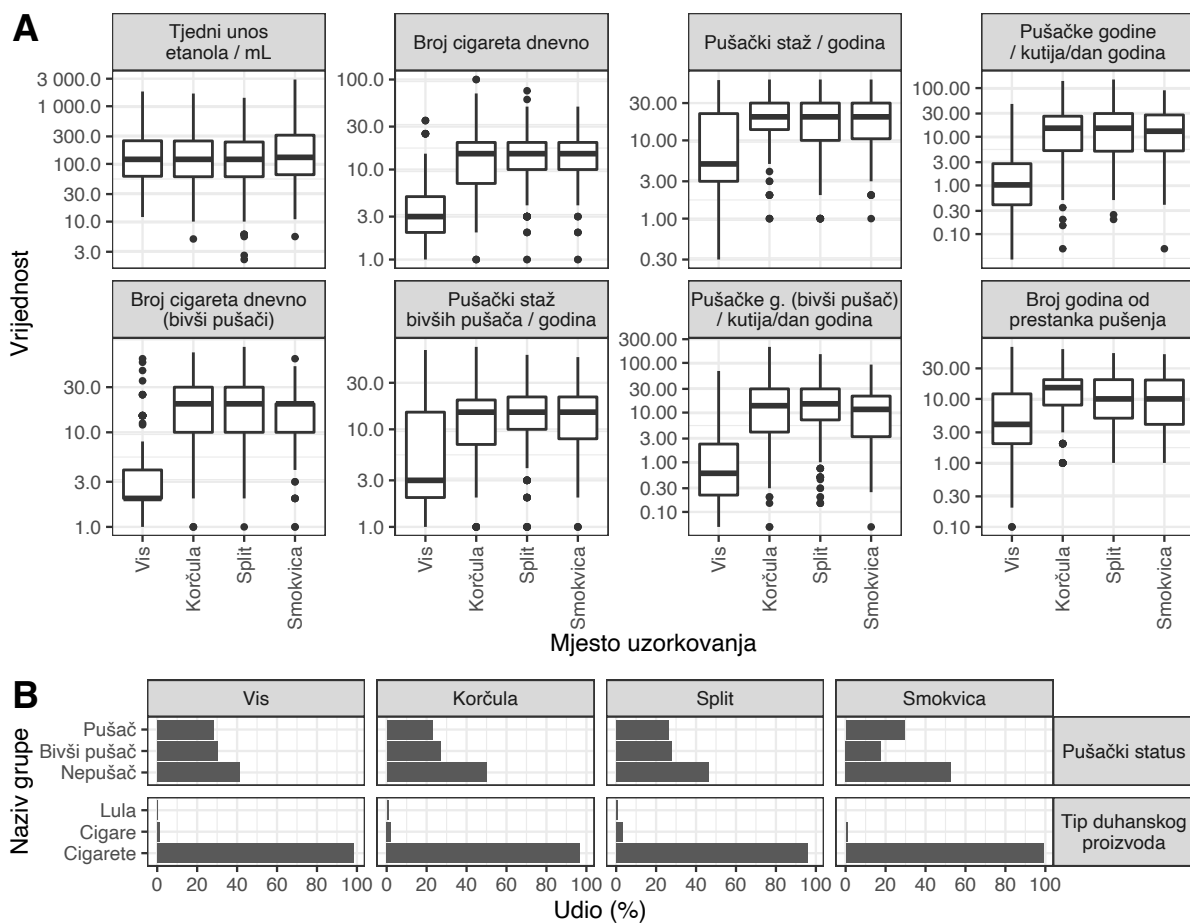 A
Vrijednost
Tjedni unos
etanola / mL
3 000.0
1 000.0
300.0
100.0
30.0
10.0
3.0
Broj cigareta dnevno
100.0
30.0
10.0
3.0
1.0
Pušački staž / godina
30.00
10.00
3.00
1.00
0.30
Pušačke godine
/ kutija/dan godina
100.00
30.00
10.00
3.00
1.00
0.30
0.10
Broj cigareta dnevno
(bivši pušači)
30.0
10.0
3.0
1.0
Vis
Korčula
Split
Smokvica
Pušački staž
bivših pušača / godina
30.0
10.0
3.0
1.0
Vis
Korčula
Split
Smokvica
Pušačke g. (bivši pušač)
/ kutija/dan godina
300.00
100.00
30.00
10.00
3.00
1.00
0.30
0.10
Vis
Korčula
Split
Smokvica
Broj godina od
prestanka pušenja
30.00
10.00
3.00
1.00
0.30
0.10
Vis
Korčula
Split
Smokvica
Mjesto uzorkovanja
B
Naziv grupe
Vis
Korčula
Split
Smokvica
Pušač
Bivši pušač
Nepušač
Pušački status
Lula
Cigare
Cigarete
Tip duhanskog
proizvoda
0 20 40 60 80 100
0 20 40 60 80 100
0 20 40 60 80 100
0 20 40 60 80 100
Udio (%)